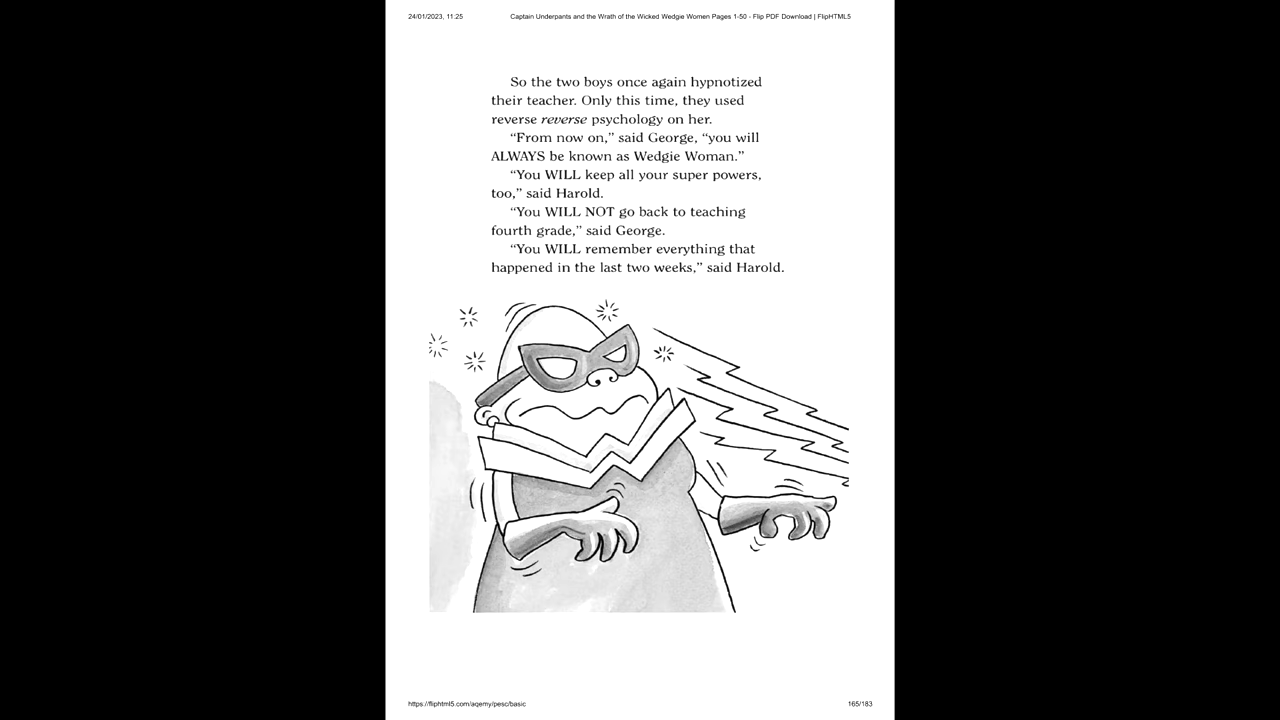 24/01/2023, 11:25
Captain Underpants and the Wrath of the Wicked Wedgie Women Pages 1-50 - Flip PDF Download | FlipHTML5
So the two boys once again hypnotized
their teacher. Only this time, they used
reverse reverse psychology on her.
“From now on,” said George, “you will
ALWAYS be known as Wedgie Woman.”
“You WILL keep all your super powers,
too,” said Harold.
“You WILL NOT go back to teaching
fourth grade,” said George.
“You WILL remember everything that
happened in the last two weeks,” said Harold.
https://fliphtml5.com/aqemy/pesc/basic
165/183